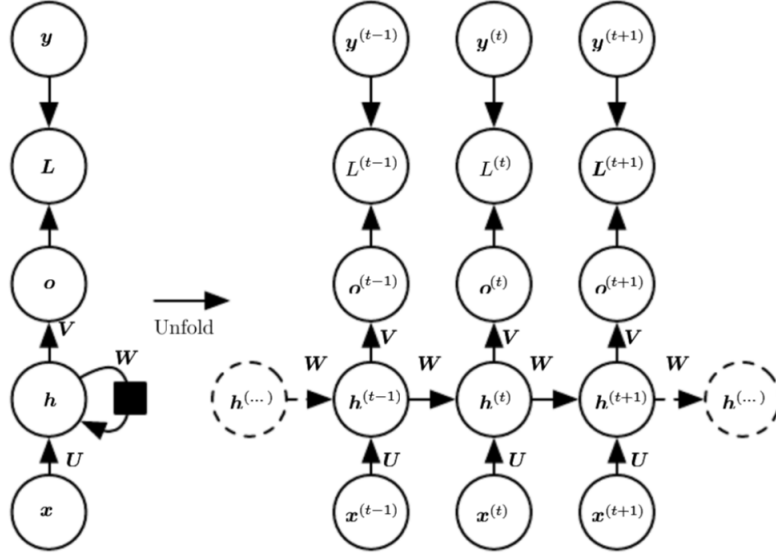 y y^(t−1) y^(t) y^(t+1)
L L^(t−1) L^(t) L^(t+1)
o o^(t−1) o^(t) o^(t+1)
Unfold
V V V V
W W W W W
h h^(...) h^(t−1) h^(t) h^(t+1) h^(...)
U U U U
x x^(t−1) x^(t) x^(t+1)